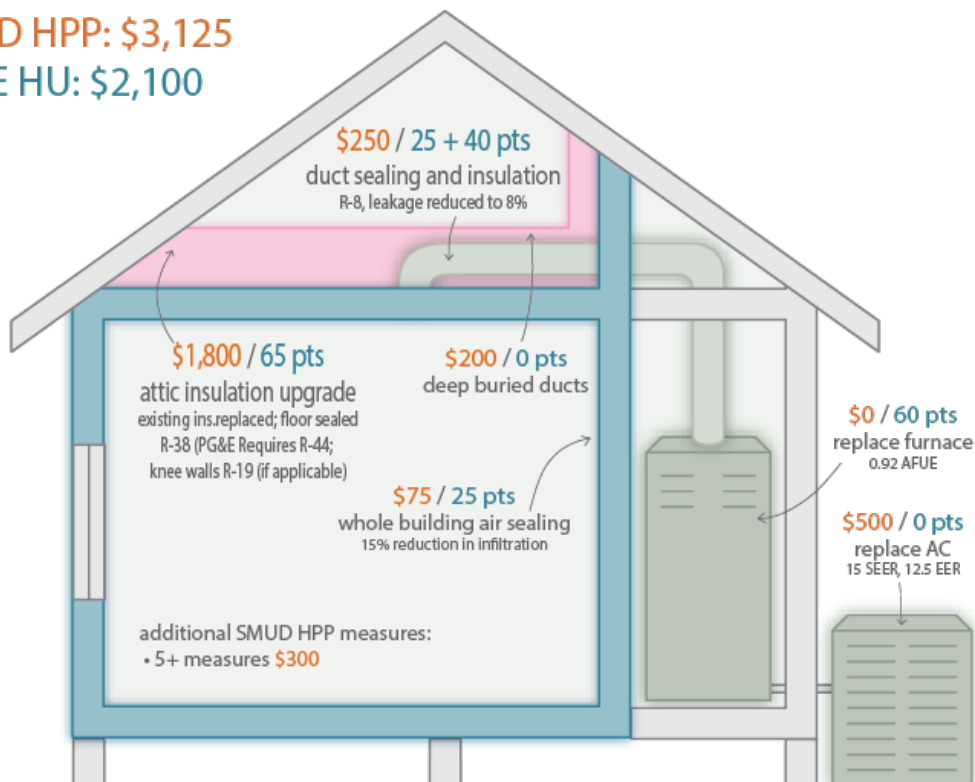 D HPP: $3,125
E HU: $2,100
$250 / 25 + 40 pts
duct sealing and insulation
R-8, leakage reduced to 8%
$1,800 / 65 pts
attic insulation upgrade
existing ins.replaced; floor sealed
R-38 (PG&E Requires R-44;
knee walls R-19 (if applicable)
$200 / 0 pts
deep buried ducts
$75 / 25 pts
whole building air sealing
15% reduction in infiltration
$0 / 60 pts
replace furnace
0.92 AFUE
$500 / 0 pts
replace AC
15 SEER, 12.5 EER
additional SMUD HPP measures:
• 5+ measures $300